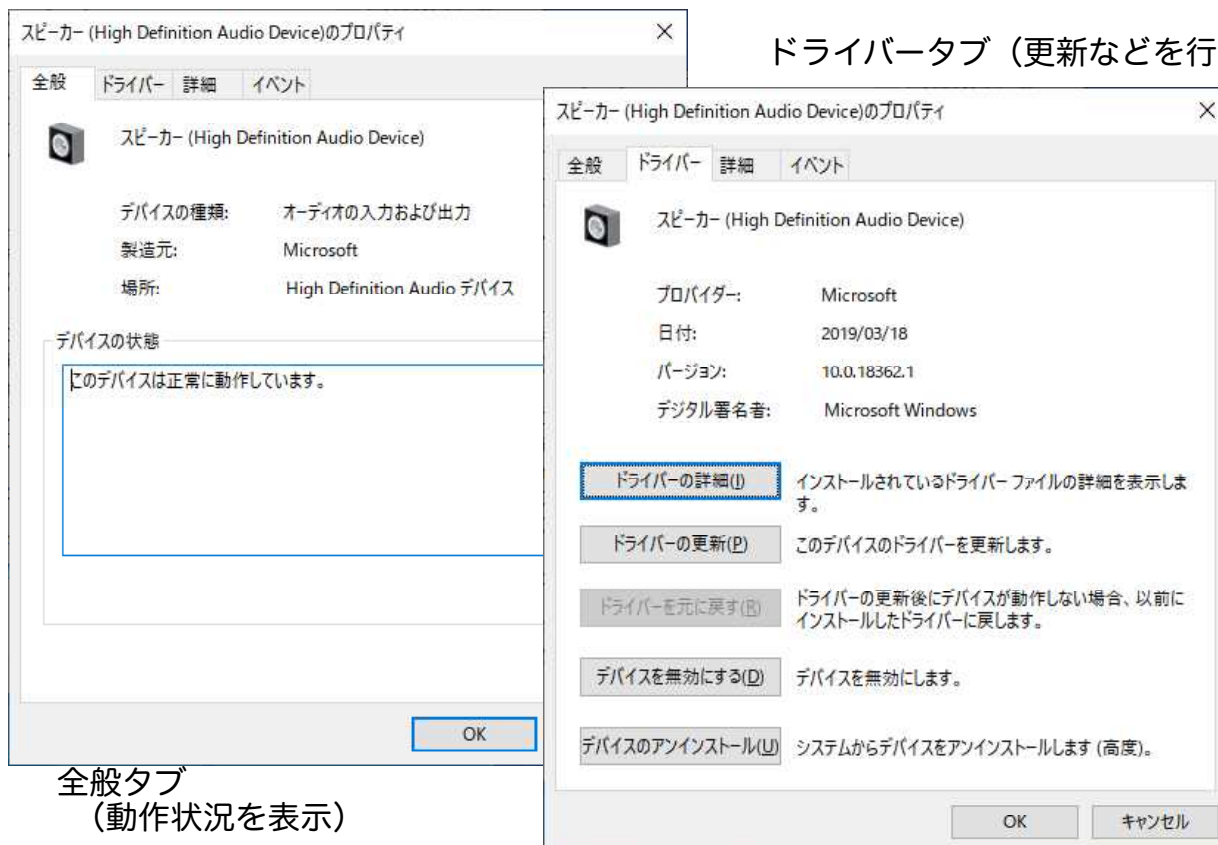 スピーカー (High Definition Audio Device)のプロパティ
全般 ドライバー 詳細 イベント
スピーカー (High Definition Audio Device)
デバイスの種類: オーディオの入力および出力
製造元: Microsoft
場所: High Definition Audio デバイス
デバイスの状態
このデバイスは正常に動作しています。
OK
全般タブ
（動作状況を表示）
ドライバータブ（更新などを行
スピーカー (High Definition Audio Device)のプロパティ
全般 ドライバー 詳細 イベント
スピーカー (High Definition Audio Device)
プロバイダー: Microsoft
日付: 2019/03/18
バージョン: 10.0.18362.1
デジタル署名者: Microsoft Windows
ドライバーの詳細(I) インストールされているドライバー ファイルの詳細を表示しま
す。
ドライバーの更新(P) このデバイスのドライバーを更新します。
ドライバーを元に戻す(R) ドライバーの更新後にデバイスが動作しない場合、以前に
インストールしたドライバーに戻します。
デバイスを無効にする(D) デバイスを無効にします。
デバイスのアンインストール(U) システムからデバイスをアンインストールします (高度)。
OK キャンセル